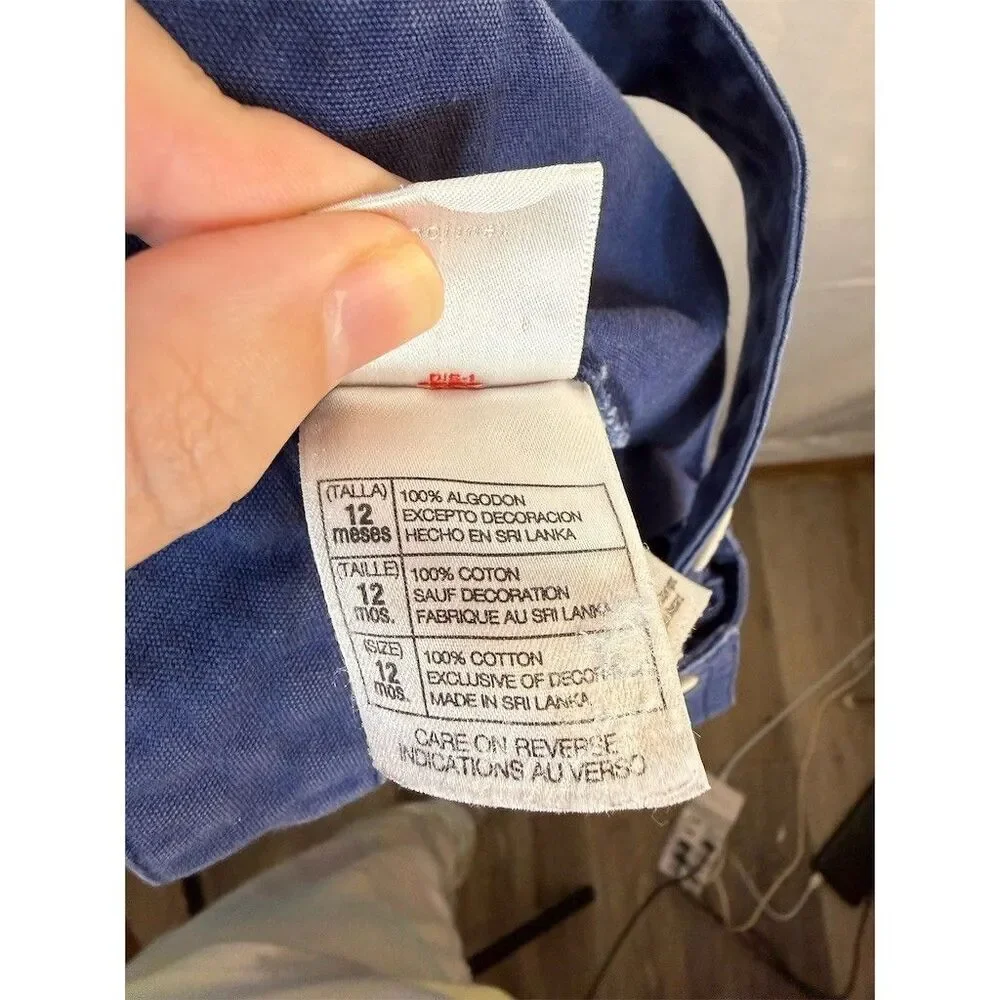 (TALLA)
12
meses
100% ALGODON
EXCEPTO DECORACION
HECHO EN SRI LANKA
(TAILLE)
12
mos.
100% COTON
SAUF DECORATION
FABRIQUE AU SRI LANKA
(SIZE)
12
mos.
100% COTTON
EXCLUSIVE OF
MADE IN SRI LANKA
CARE ON REVERSE
INDICATIONS AU VERSO